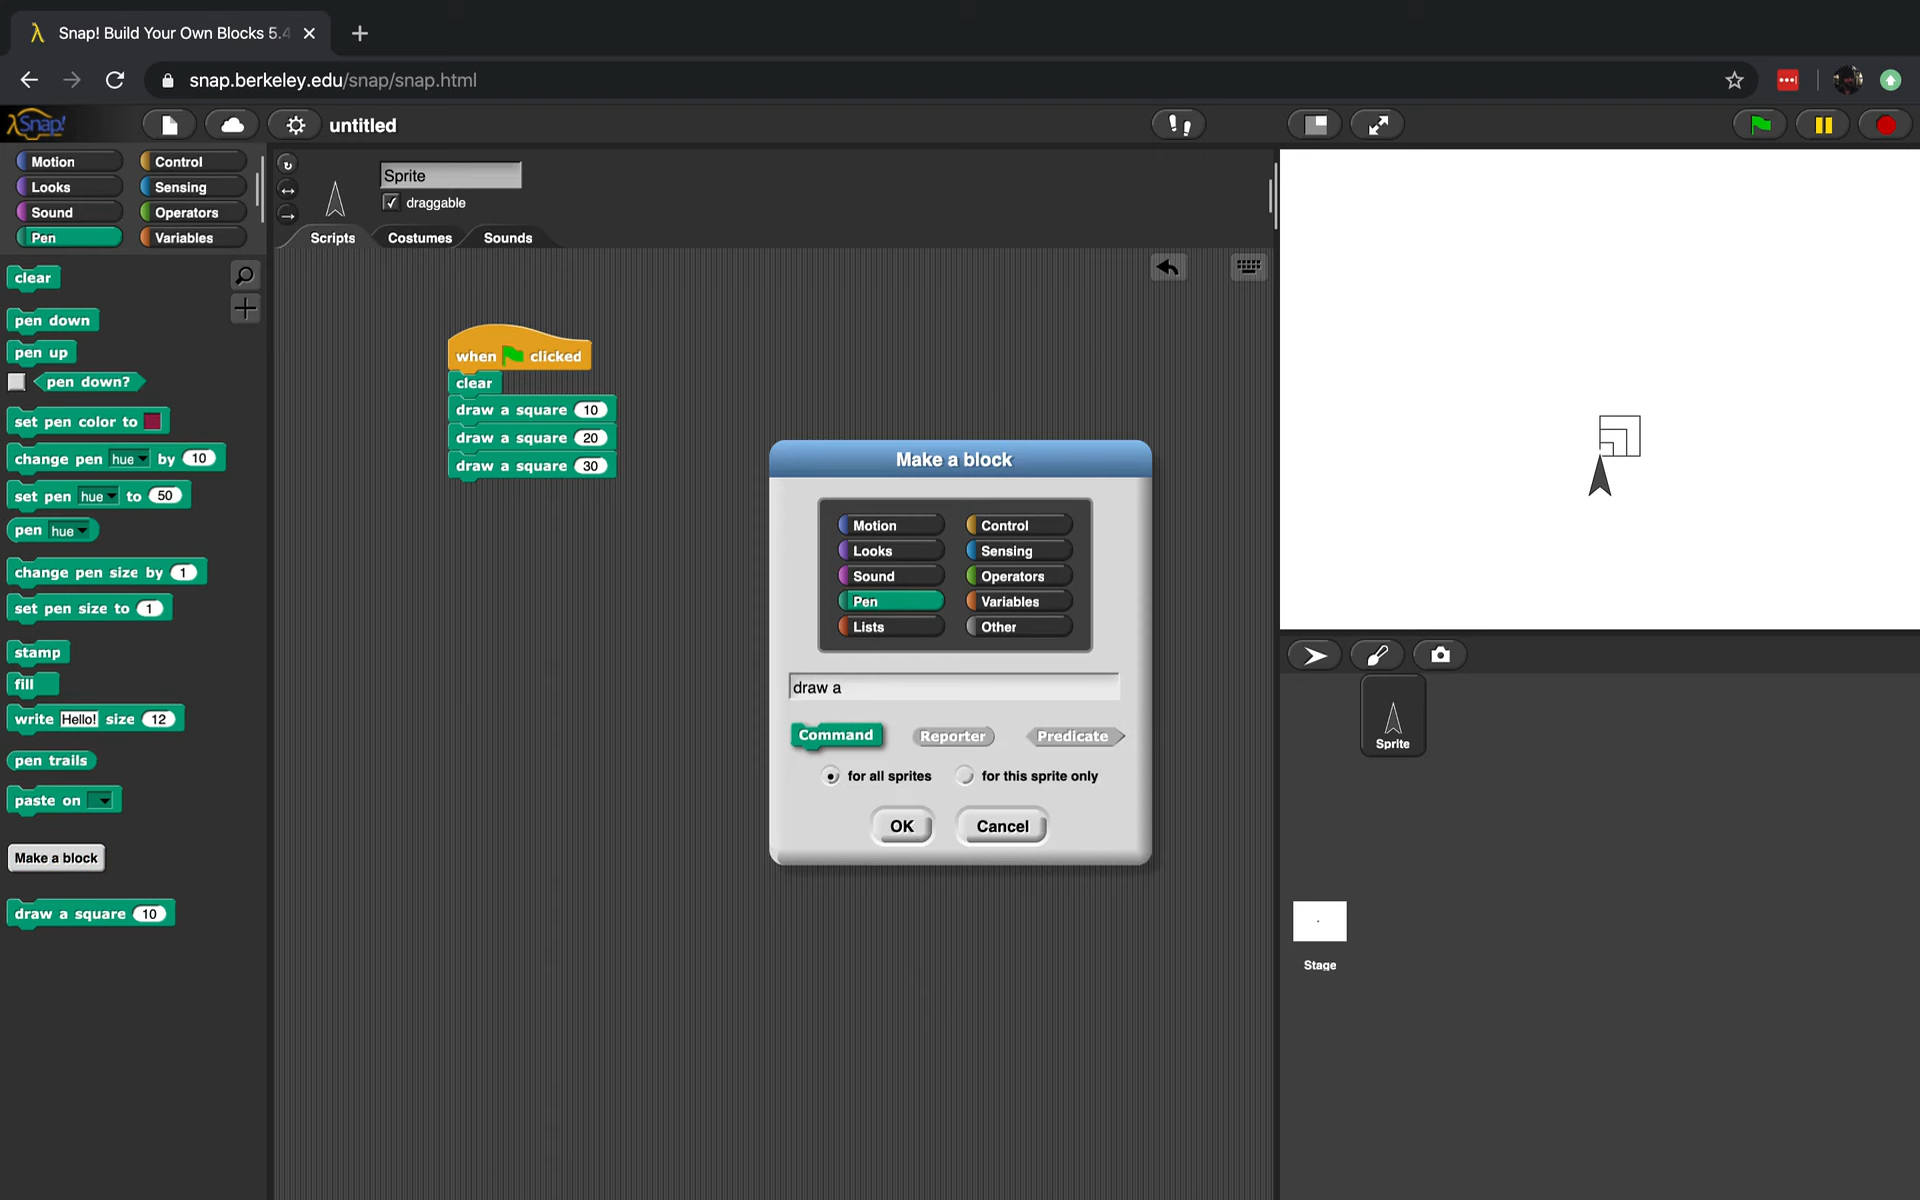 Snap! Build Your Own Blocks 5.4
snap.berkeley.edu/snap/snap.html
λSnap!
untitled
Motion
Control
Looks
Sensing
Sound
Operators
Pen
Variables
Sprite
draggable
Scripts
Costumes
Sounds
clear
pen down
pen up
pen down?
set pen color to
change pen hue by 10
set pen hue to 50
pen hue
change pen size by 1
set pen size to 1
stamp
fill
write Hello! size 12
pen trails
paste on
Make a block
draw a square 10
when clicked
clear
draw a square 10
draw a square 20
draw a square 30
Make a block
Motion
Control
Looks
Sensing
Sound
Operators
Pen
Variables
Lists
Other
draw a
Command
Reporter
Predicate
for all sprites
for this sprite only
OK
Cancel
Sprite
Stage